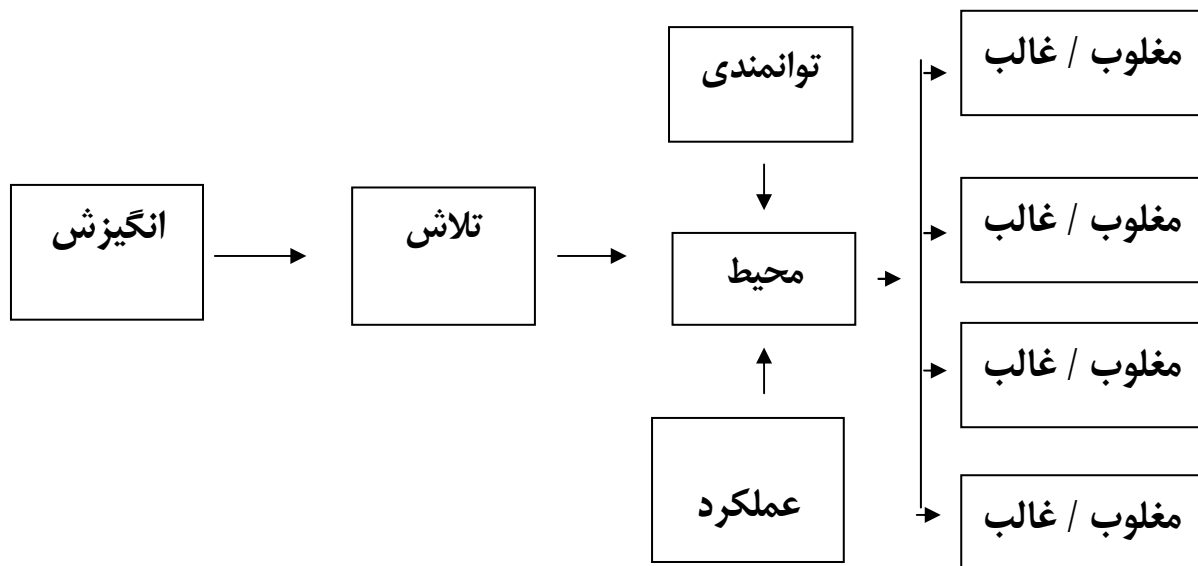 توانمندی
مغلوب / غالب
انگیزش
تلاش
مغلوب / غالب
محیط
مغلوب / غالب
عملکرد
مغلوب / غالب